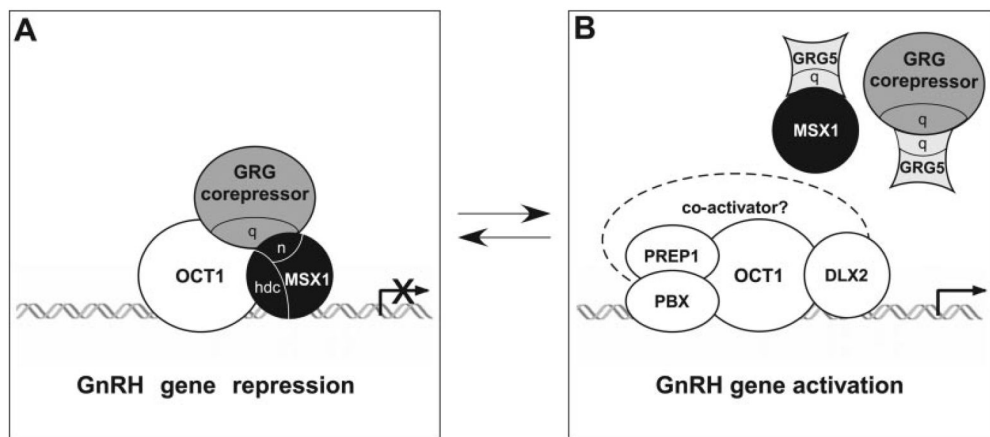 A
GRG
corepressor
q
n
OCT1
hdc
MSX1
X
GnRH gene repression
B
GRG5
q
MSX1
GRG
corepressor
q
q
GRG5
co-activator?
PREP1
PBX
OCT1
DLX2
GnRH gene activation